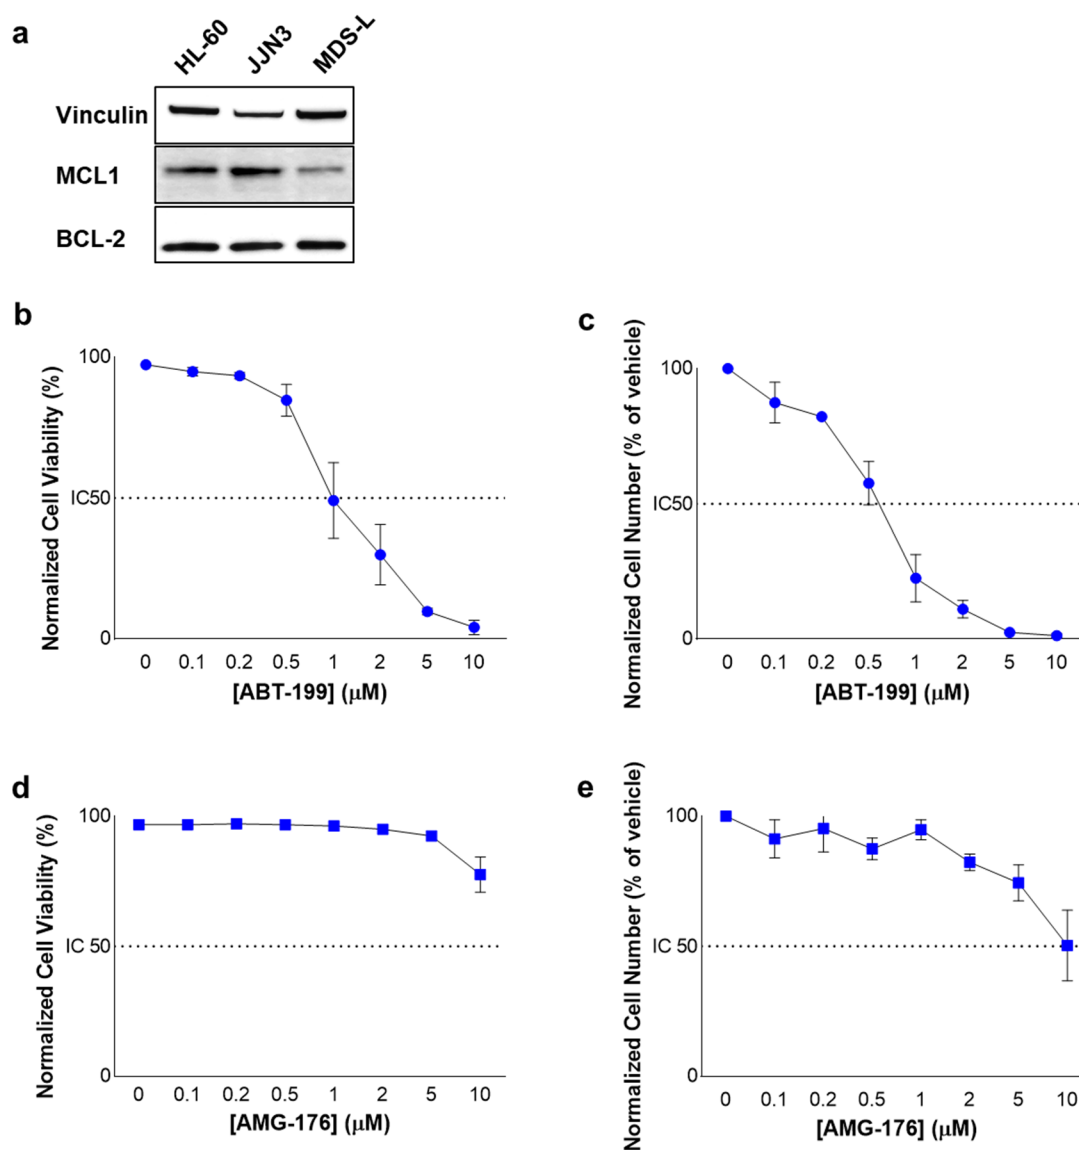 a
HL-60 JJN3 MDS-L
Vinculin
MCL1
BCL-2
b
Normalized Cell Viability (%)
100
IC50
0
0 0.1 0.2 0.5 1 2 5 10
[ABT-199] (μM)
c
Normalized Cell Number (% of vehicle)
100
IC50
0
0 0.1 0.2 0.5 1 2 5 10
[ABT-199] (μM)
d
Normalized Cell Viability (%)
100
IC 50
0
0 0.1 0.2 0.5 1 2 5 10
[AMG-176] (μM)
e
Normalized Cell Number (% of vehicle)
100
IC 50
0
0 0.1 0.2 0.5 1 2 5 10
[AMG-176] (μM)